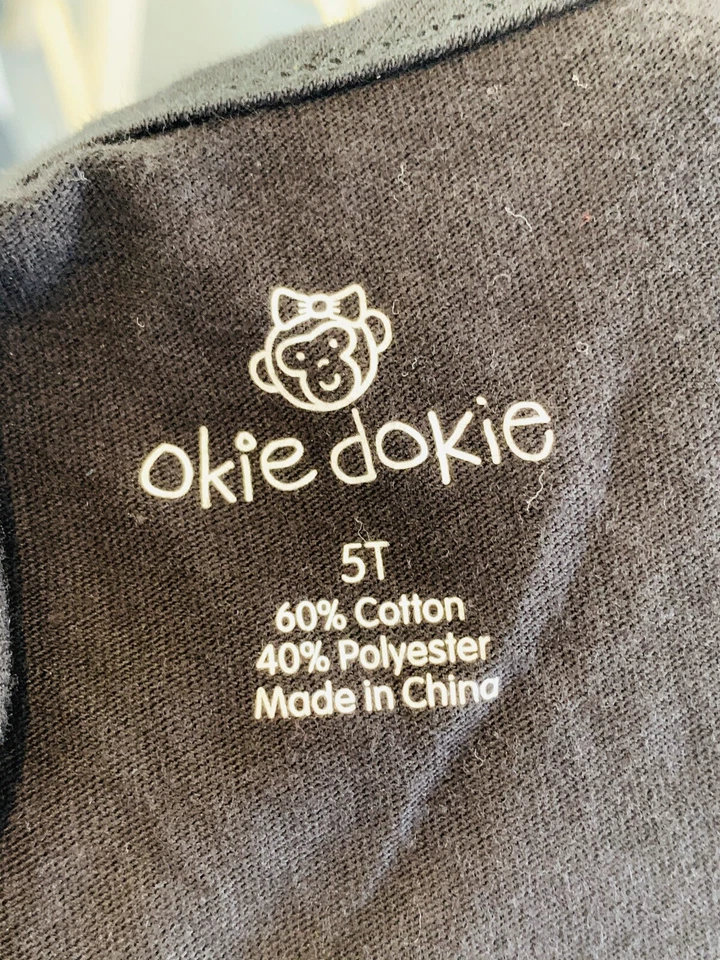 okie dokie
5T
60% Cotton
40% Polyester
Made in China